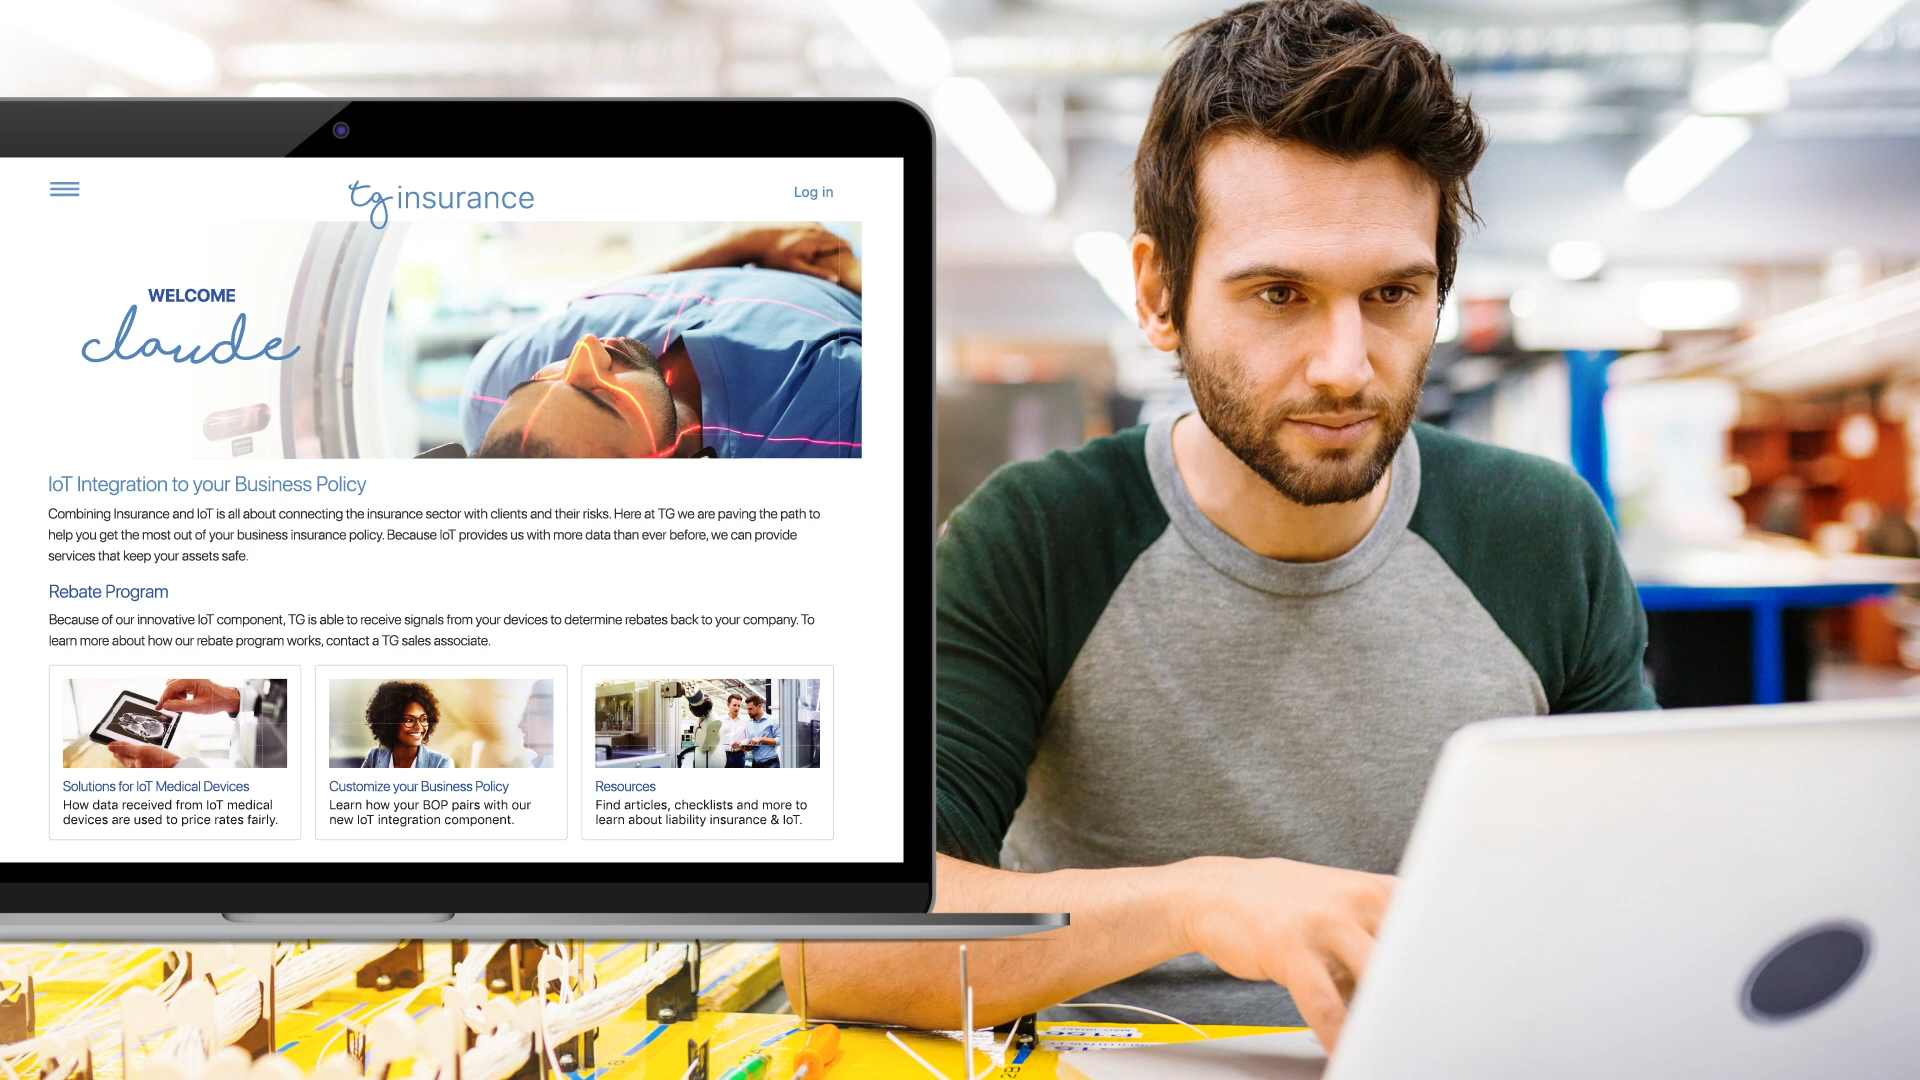 tg insurance
Log in
WELCOME
claude
IoT Integration to your Business Policy
Combining Insurance and IoT is all about connecting the insurance sector with clients and their risks. Here at TG we are paving the path to
help you get the most out of your business insurance policy. Because IoT provides us with more data than ever before, we can provide
services that keep your assets safe.
Rebate Program
Because of our innovative IoT component, TG is able to receive signals from your devices to determine rebates back to your company. To
learn more about how our rebate program works, contact a TG sales associate.
Solutions for IoT Medical Devices
How data received from IoT medical
devices are used to price rates fairly.
Customize your Business Policy
Learn how your BOP pairs with our
new IoT integration component.
Resources
Find articles, checklists and more to
learn about liability insurance & IoT.